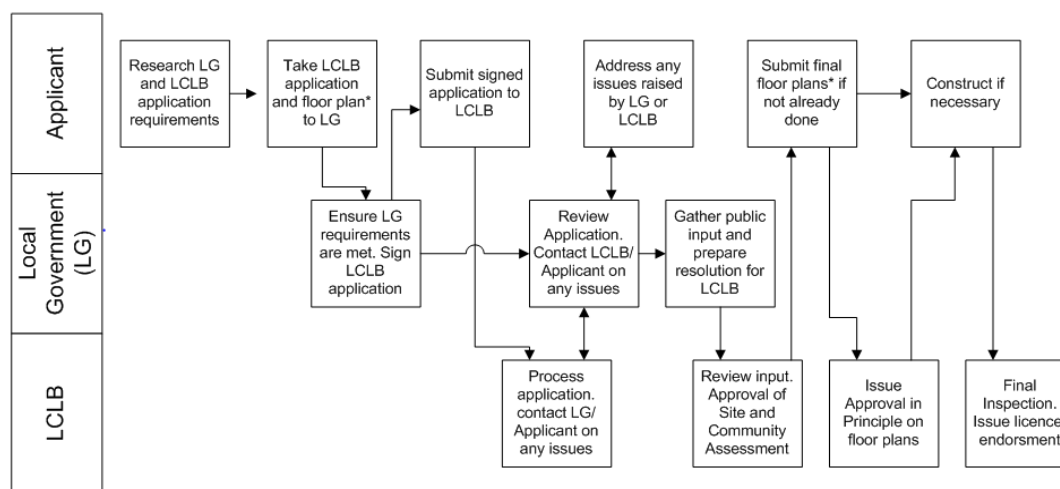 Applicant
Research LG
and LCLB
application
requirements
Take LCLB
application
and floor plan*
to LG
Submit signed
application to
LCLB
Address any
issues raised
by LG or
LCLB
Submit final
floor plans* if
not already
done
Construct if
necessary
Local
Government
(LG)
Ensure LG
requirements
are met. Sign
LCLB
application
Review
Application.
Contact LCLB/
Applicant on
any issues
Gather public
input and
prepare
resolution for
LCLB
LCLB
Process
application.
contact LG/
Applicant on
any issues
Review input.
Approval of
Site and
Community
Assessment
Issue
Approval in
Principle on
floor plans
Final
Inspection.
Issue licence
endorsment